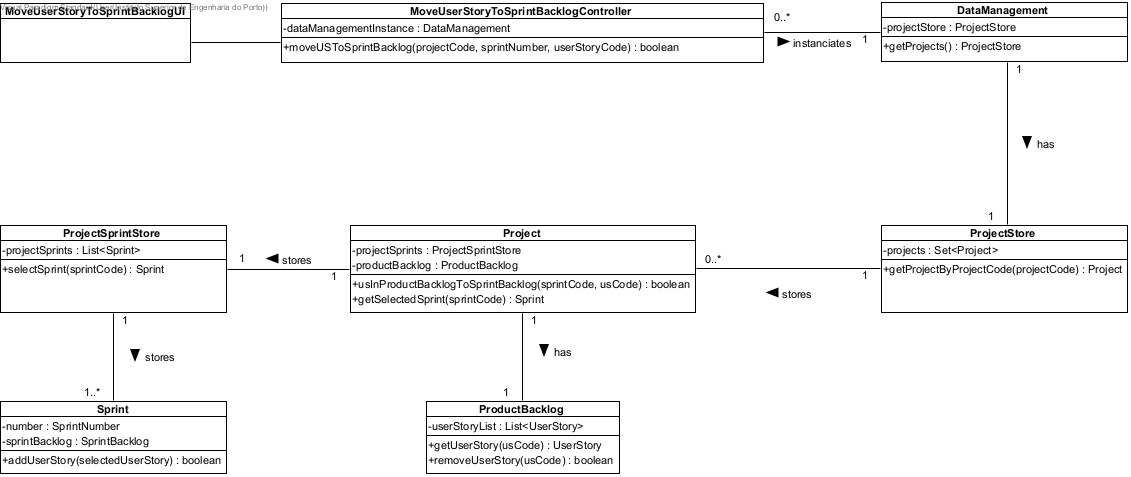 MoveUserStoryToSprintBacklogUI
MoveUserStoryToSprintBacklogController
-dataManagementInstance : DataManagement
+moveUSToSprintBacklog(projectCode, sprintNumber, userStoryCode) : boolean
0..*
instanciates
1
DataManagement
-projectStore : ProjectStore
+getProjects() : ProjectStore
1
has
1
ProjectSprintStore
-projectSprints : List<Sprint>
+selectSprint(sprintCode) : Sprint
1
stores
1
Project
-projectSprints : ProjectSprintStore
-productBacklog : ProductBacklog
+usInProductBacklogToSprintBacklog(sprintCode, usCode) : boolean
+getSelectedSprint(sprintCode) : Sprint
0..*
1
stores
ProjectStore
-projects : Set<Project>
+getProjectByProjectCode(projectCode) : Project
1
stores
1..*
1
has
1
Sprint
-number : SprintNumber
-sprintBacklog : SprintBacklog
+addUserStory(selectedUserStory) : boolean
ProductBacklog
-userStoryList : List<UserStory>
+getUserStory(usCode) : UserStory
+removeUserStory(usCode) : boolean